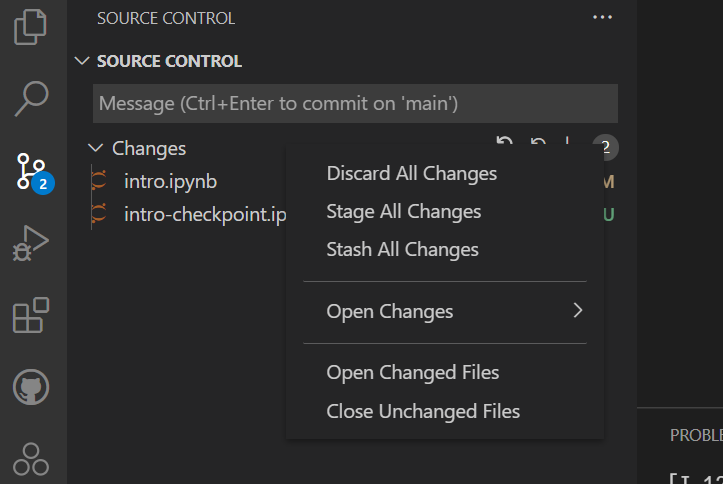 SOURCE CONTROL
SOURCE CONTROL
Message (Ctrl+Enter to commit on 'main')
Changes 2
intro.ipynb M
intro-checkpoint.ip U
2
Discard All Changes
Stage All Changes
Stash All Changes
Open Changes
Open Changed Files
Close Unchanged Files
PROBLE